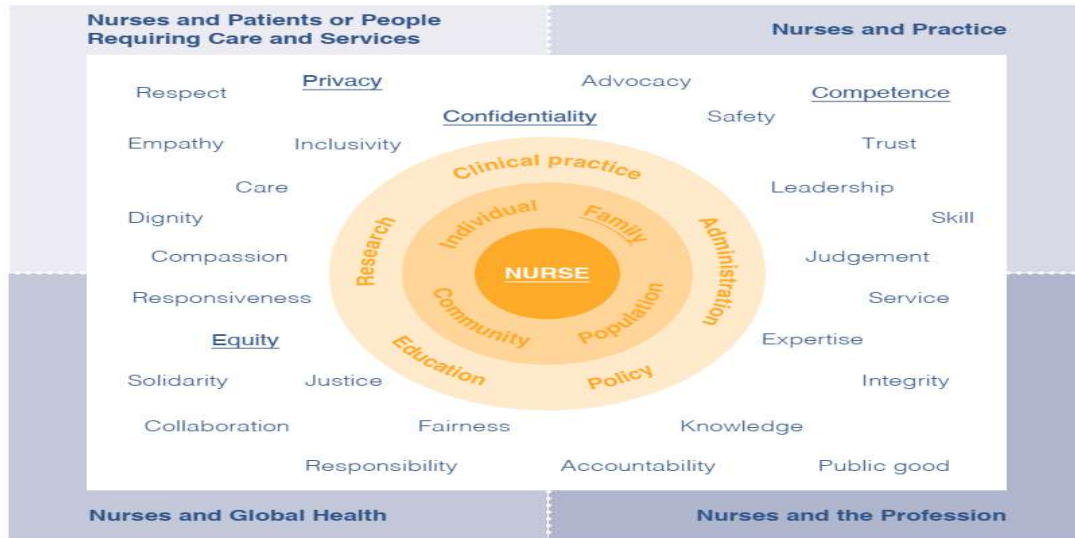 Nurses and Patients or People
Requiring Care and Services
Nurses and Practice
Respect
Privacy
Advocacy
Competence
Confidentiality
Safety
Empathy
Inclusivity
Trust
Clinical practice
Care
Leadership
Individual
Family
Dignity
Skill
Research
Administration
Compassion
Judgement
NURSE
Responsiveness
Service
Community
Population
Equity
Expertise
Education
Policy
Solidarity
Justice
Integrity
Collaboration
Fairness
Knowledge
Responsibility
Accountability
Public good
Nurses and Global Health
Nurses and the Profession